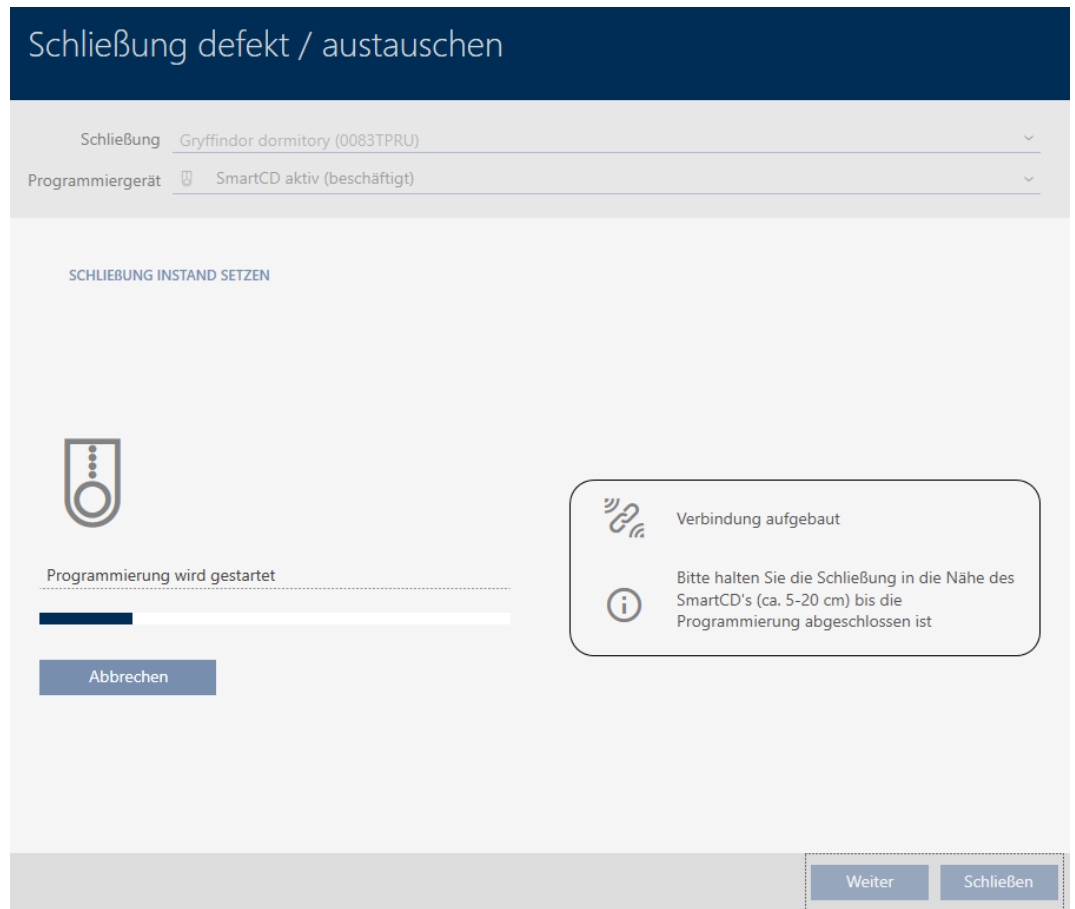 Schließung defekt / austauschen
Schließung Gryffindor dormitory (0083TPRU)
Programmiergerät SmartCD aktiv (beschäftigt)
SCHLIEßUNG INSTAND SETZEN
Verbindung aufgebaut
Programmierung wird gestartet
Bitte halten Sie die Schließung in die Nähe des
SmartCD's (ca. 5-20 cm) bis die
Programmierung abgeschlossen ist
Abbrechen
Weiter Schließen